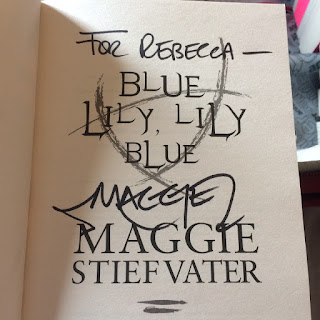 FOR REBECCA —
BLUE
LILY, LILY
BLUE
MAGGIE
MAGGIE
STIEFVATER